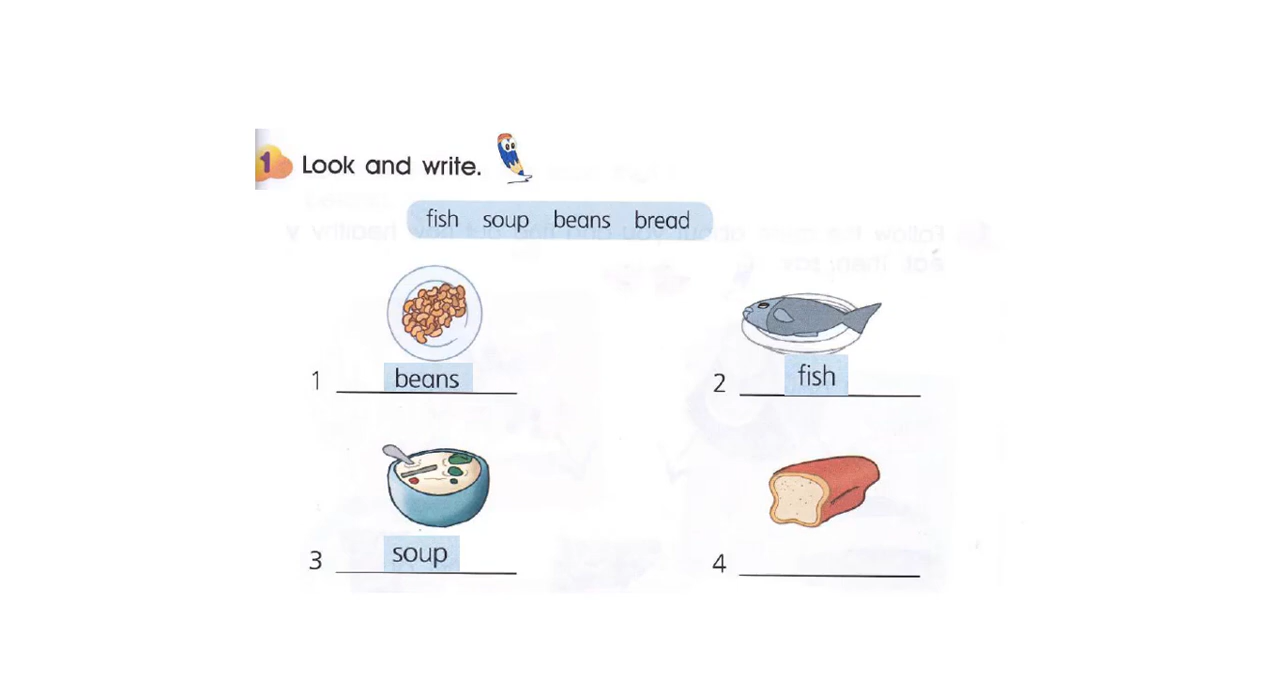 1 Look and write.
fish soup beans bread
1 beans
2 fish
3 soup
4